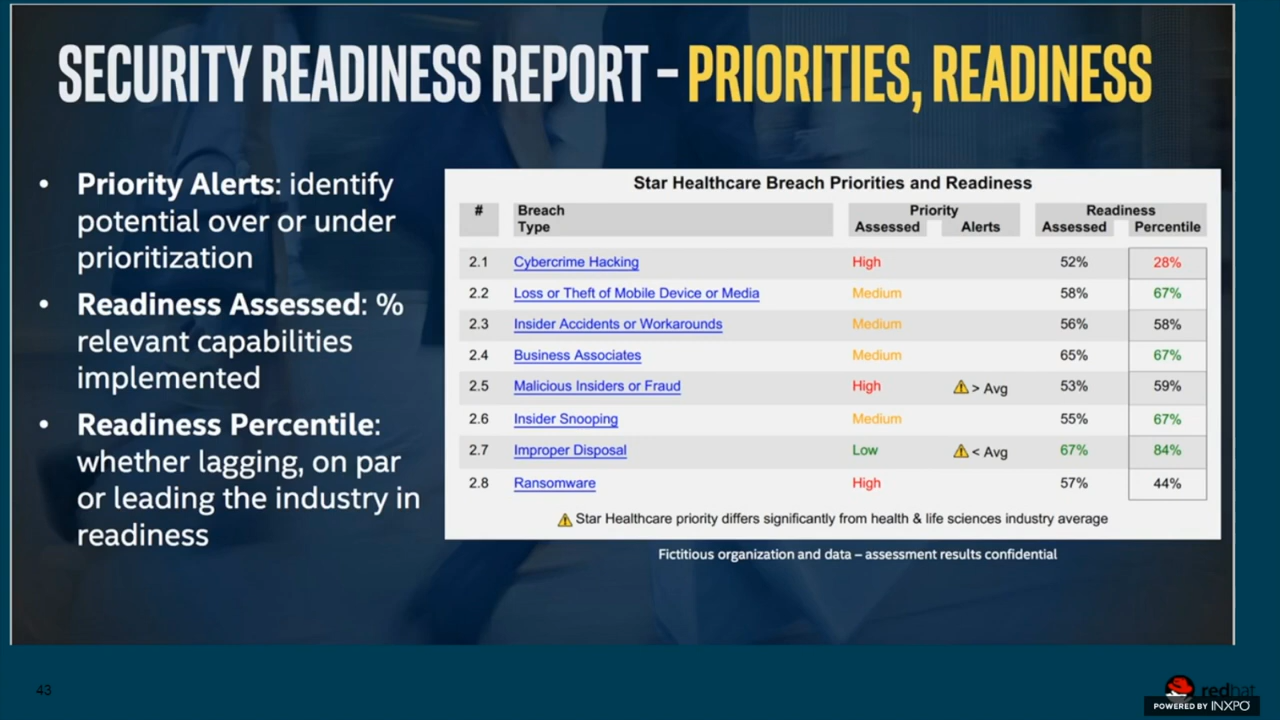 SECURITY READINESS REPORT – PRIORITIES, READINESS
• Priority Alerts: identify
potential over or under
prioritization
• Readiness Assessed: %
relevant capabilities
implemented
• Readiness Percentile:
whether lagging, on par
or leading the industry in
readiness
Star Healthcare Breach Priorities and Readiness
# Breach Type Priority Assessed Alerts Readiness Assessed Percentile
2.1 Cybercrime Hacking High 52% 28%
2.2 Loss or Theft of Mobile Device or Media Medium 58% 67%
2.3 Insider Accidents or Workarounds Medium 56% 58%
2.4 Business Associates Medium 65% 67%
2.5 Malicious Insiders or Fraud High > Avg 53% 59%
2.6 Insider Snooping Medium 55% 67%
2.7 Improper Disposal Low < Avg 67% 84%
2.8 Ransomware High 57% 44%
Star Healthcare priority differs significantly from health & life sciences industry average
Fictitious organization and data – assessment results confidential
43
redhat
POWERED BY INXPO